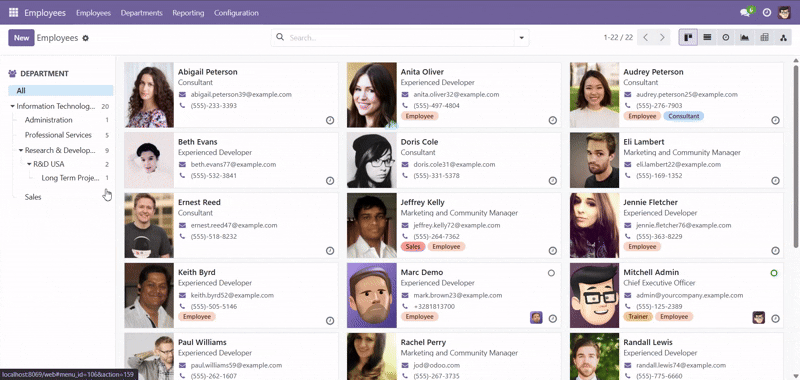 Employees Employees Departments Reporting Configuration 6
New Employees Search... 1-22 / 22
DEPARTMENT
All
Information Technolog... 20
Administration 1
Professional Services 5
Research & Develop... 9
R&D USA 2
Long Term Proje... 1
Sales
Abigail Peterson
Consultant
abigail.peterson39@example.com
(555)-233-3393
Anita Oliver
Experienced Developer
anita.oliver32@example.com
(555)-497-4804
Employee
Audrey Peterson
Consultant
audrey.peterson25@example.com
(555)-276-7903
Employee Consultant
Beth Evans
Experienced Developer
beth.evans77@example.com
(555)-532-3841
Doris Cole
Consultant
doris.cole31@example.com
(555)-331-5378
Eli Lambert
Marketing and Community Manager
eli.lambert22@example.com
(555)-169-1352
Ernest Reed
Consultant
ernest.reed47@example.com
(555)-518-8232
Jeffrey Kelly
Marketing and Community Manager
jeffrey.kelly72@example.com
(555)-264-7362
Sales Employee
Jennie Fletcher
Experienced Developer
jennie.fletcher76@example.com
(555)-363-8229
Employee
Keith Byrd
Experienced Developer
keith.byrd52@example.com
(555)-505-5146
Employee
Marc Demo
Experienced Developer
mark.brown23@example.com
+3281813700
Employee
Mitchell Admin
Chief Executive Officer
admin@yourcompany.example.com
(555)-125-2389
Trainer Employee
Paul Williams
Experienced Developer
paul.williams59@example.com
(555)-262-1607
Rachel Perry
Marketing and Community Manager
jod@odoo.com
(555)-267-3735
Randall Lewis
Experienced Developer
randall.lewis74@example.com
(555)-775-6660
localhost:8069/web#menu_id=106&action=159